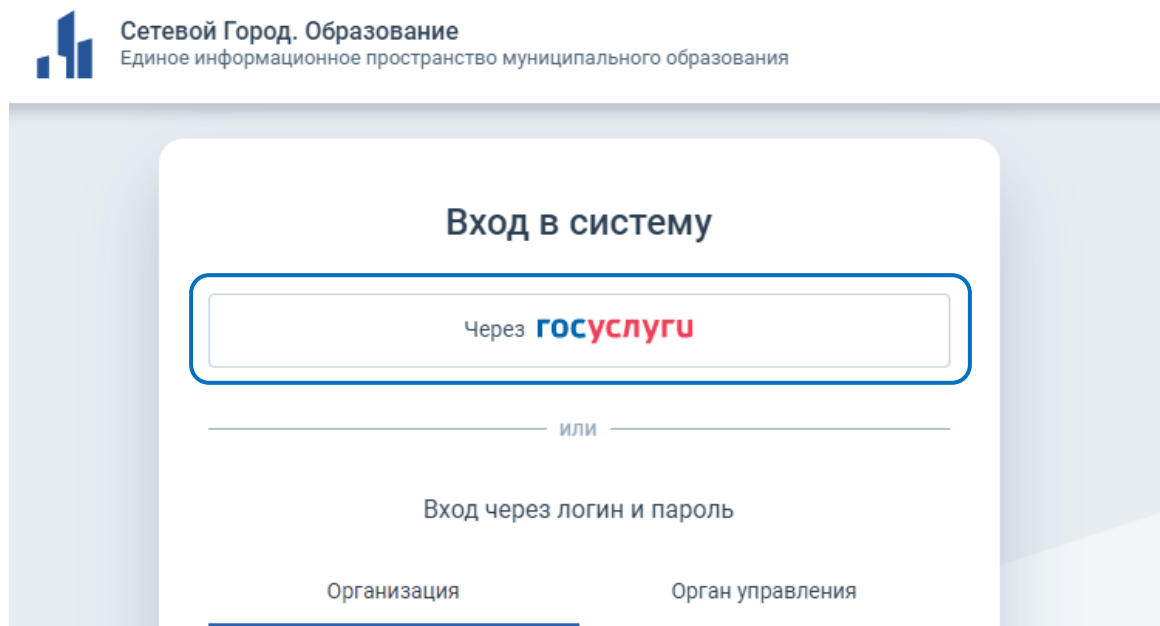 Сетевой Город. Образование
Единое информационное пространство муниципального образования
Вход в систему
Через госуслуги
или
Вход через логин и пароль
Организация
Орган управления